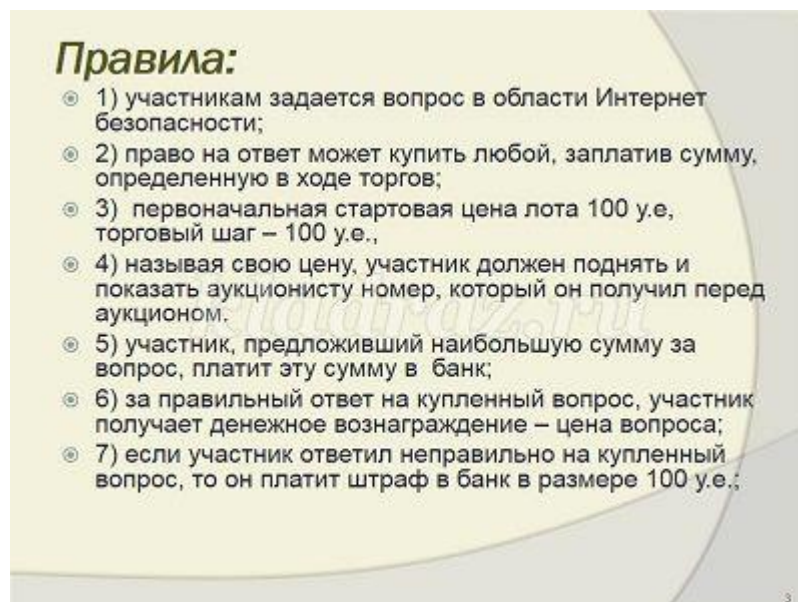 Правила:
1) участникам задается вопрос в области Интернет
безопасности;
2) право на ответ может купить любой, заплатив сумму,
определенную в ходе торгов;
3) первоначальная стартовая цена лота 100 у.е,
торговый шаг – 100 у.е.,
4) называя свою цену, участник должен поднять и
показать аукционисту номер, который он получил перед
аукционом.
5) участник, предложивший наибольшую сумму за
вопрос, платит эту сумму в банк;
6) за правильный ответ на купленный вопрос, участник
получает денежное вознаграждение – цена вопроса;
7) если участник ответил неправильно на купленный
вопрос, то он платит штраф в банк в размере 100 у.е.;
3